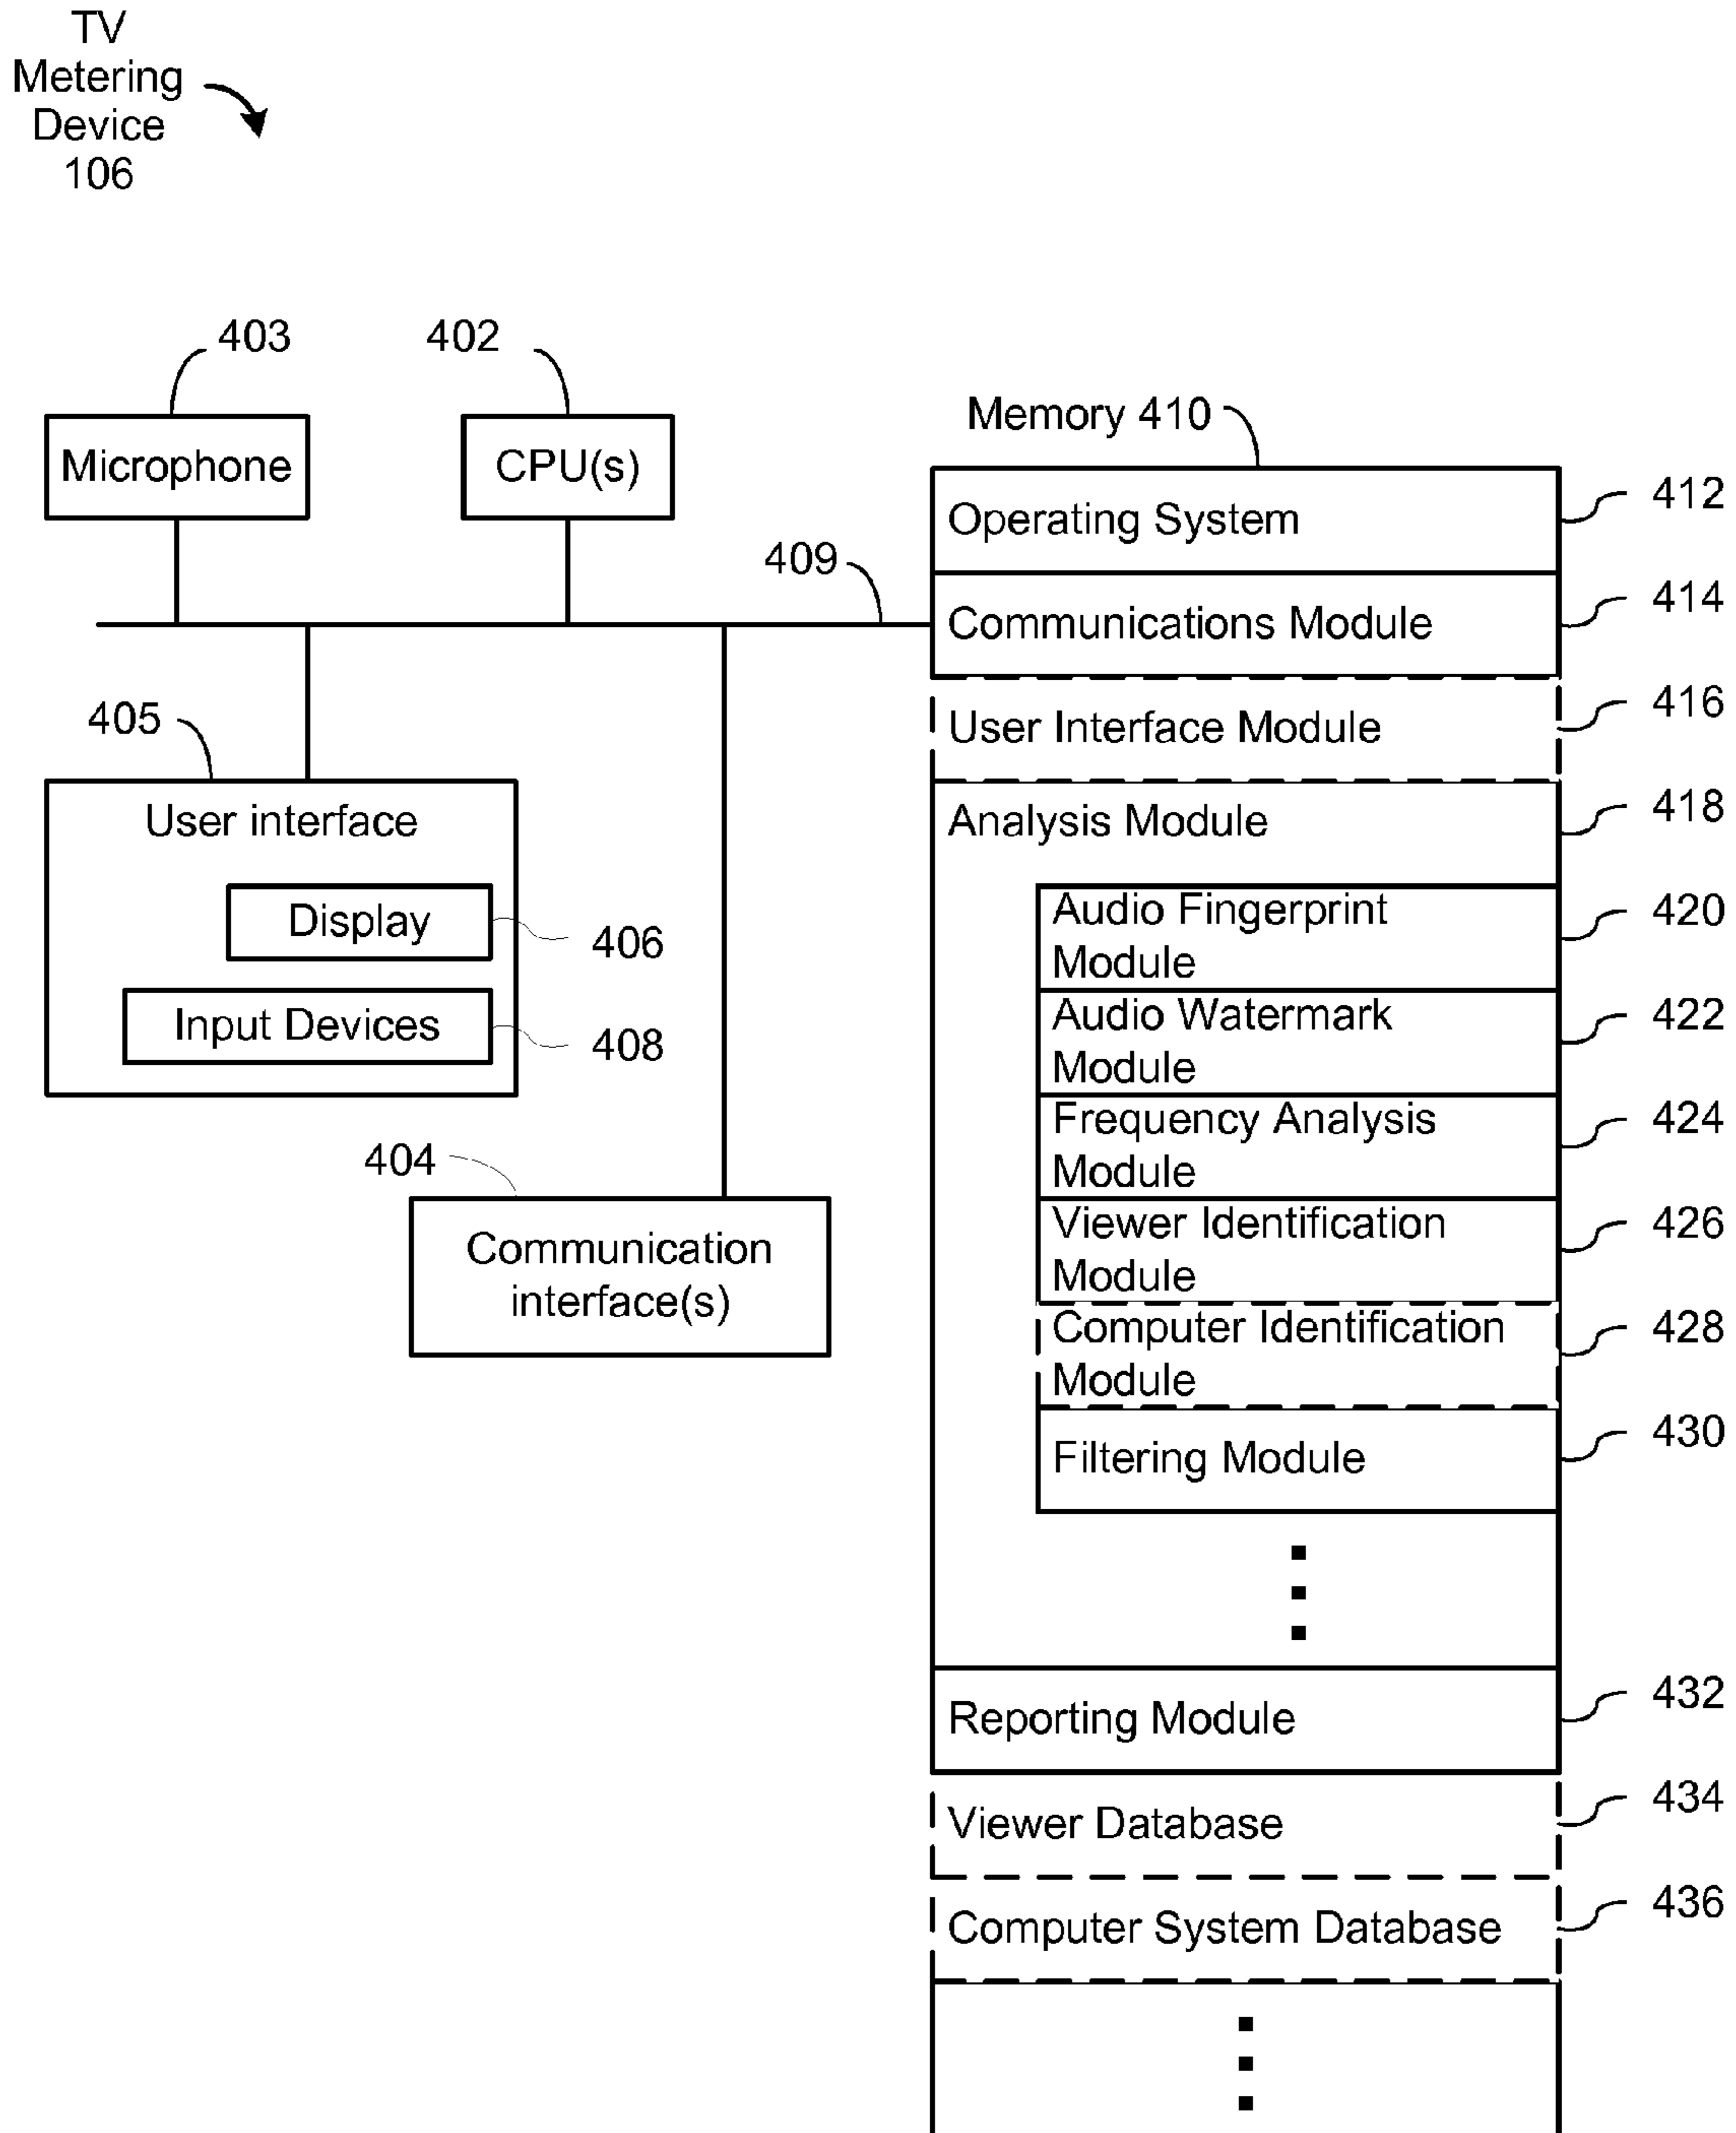 TV
Metering
Device
106
403
402
Microphone
CPU(s)
409
405
User interface
Display
406
Input Devices
408
404
Communication
interface(s)
Memory 410
Operating System
412
Communications Module
414
User Interface Module
416
Analysis Module
418
Audio Fingerprint
Module
420
Audio Watermark
Module
422
Frequency Analysis
Module
424
Viewer Identification
Module
426
Computer Identification
Module
428
Filtering Module
430
Reporting Module
432
Viewer Database
434
Computer System Database
436